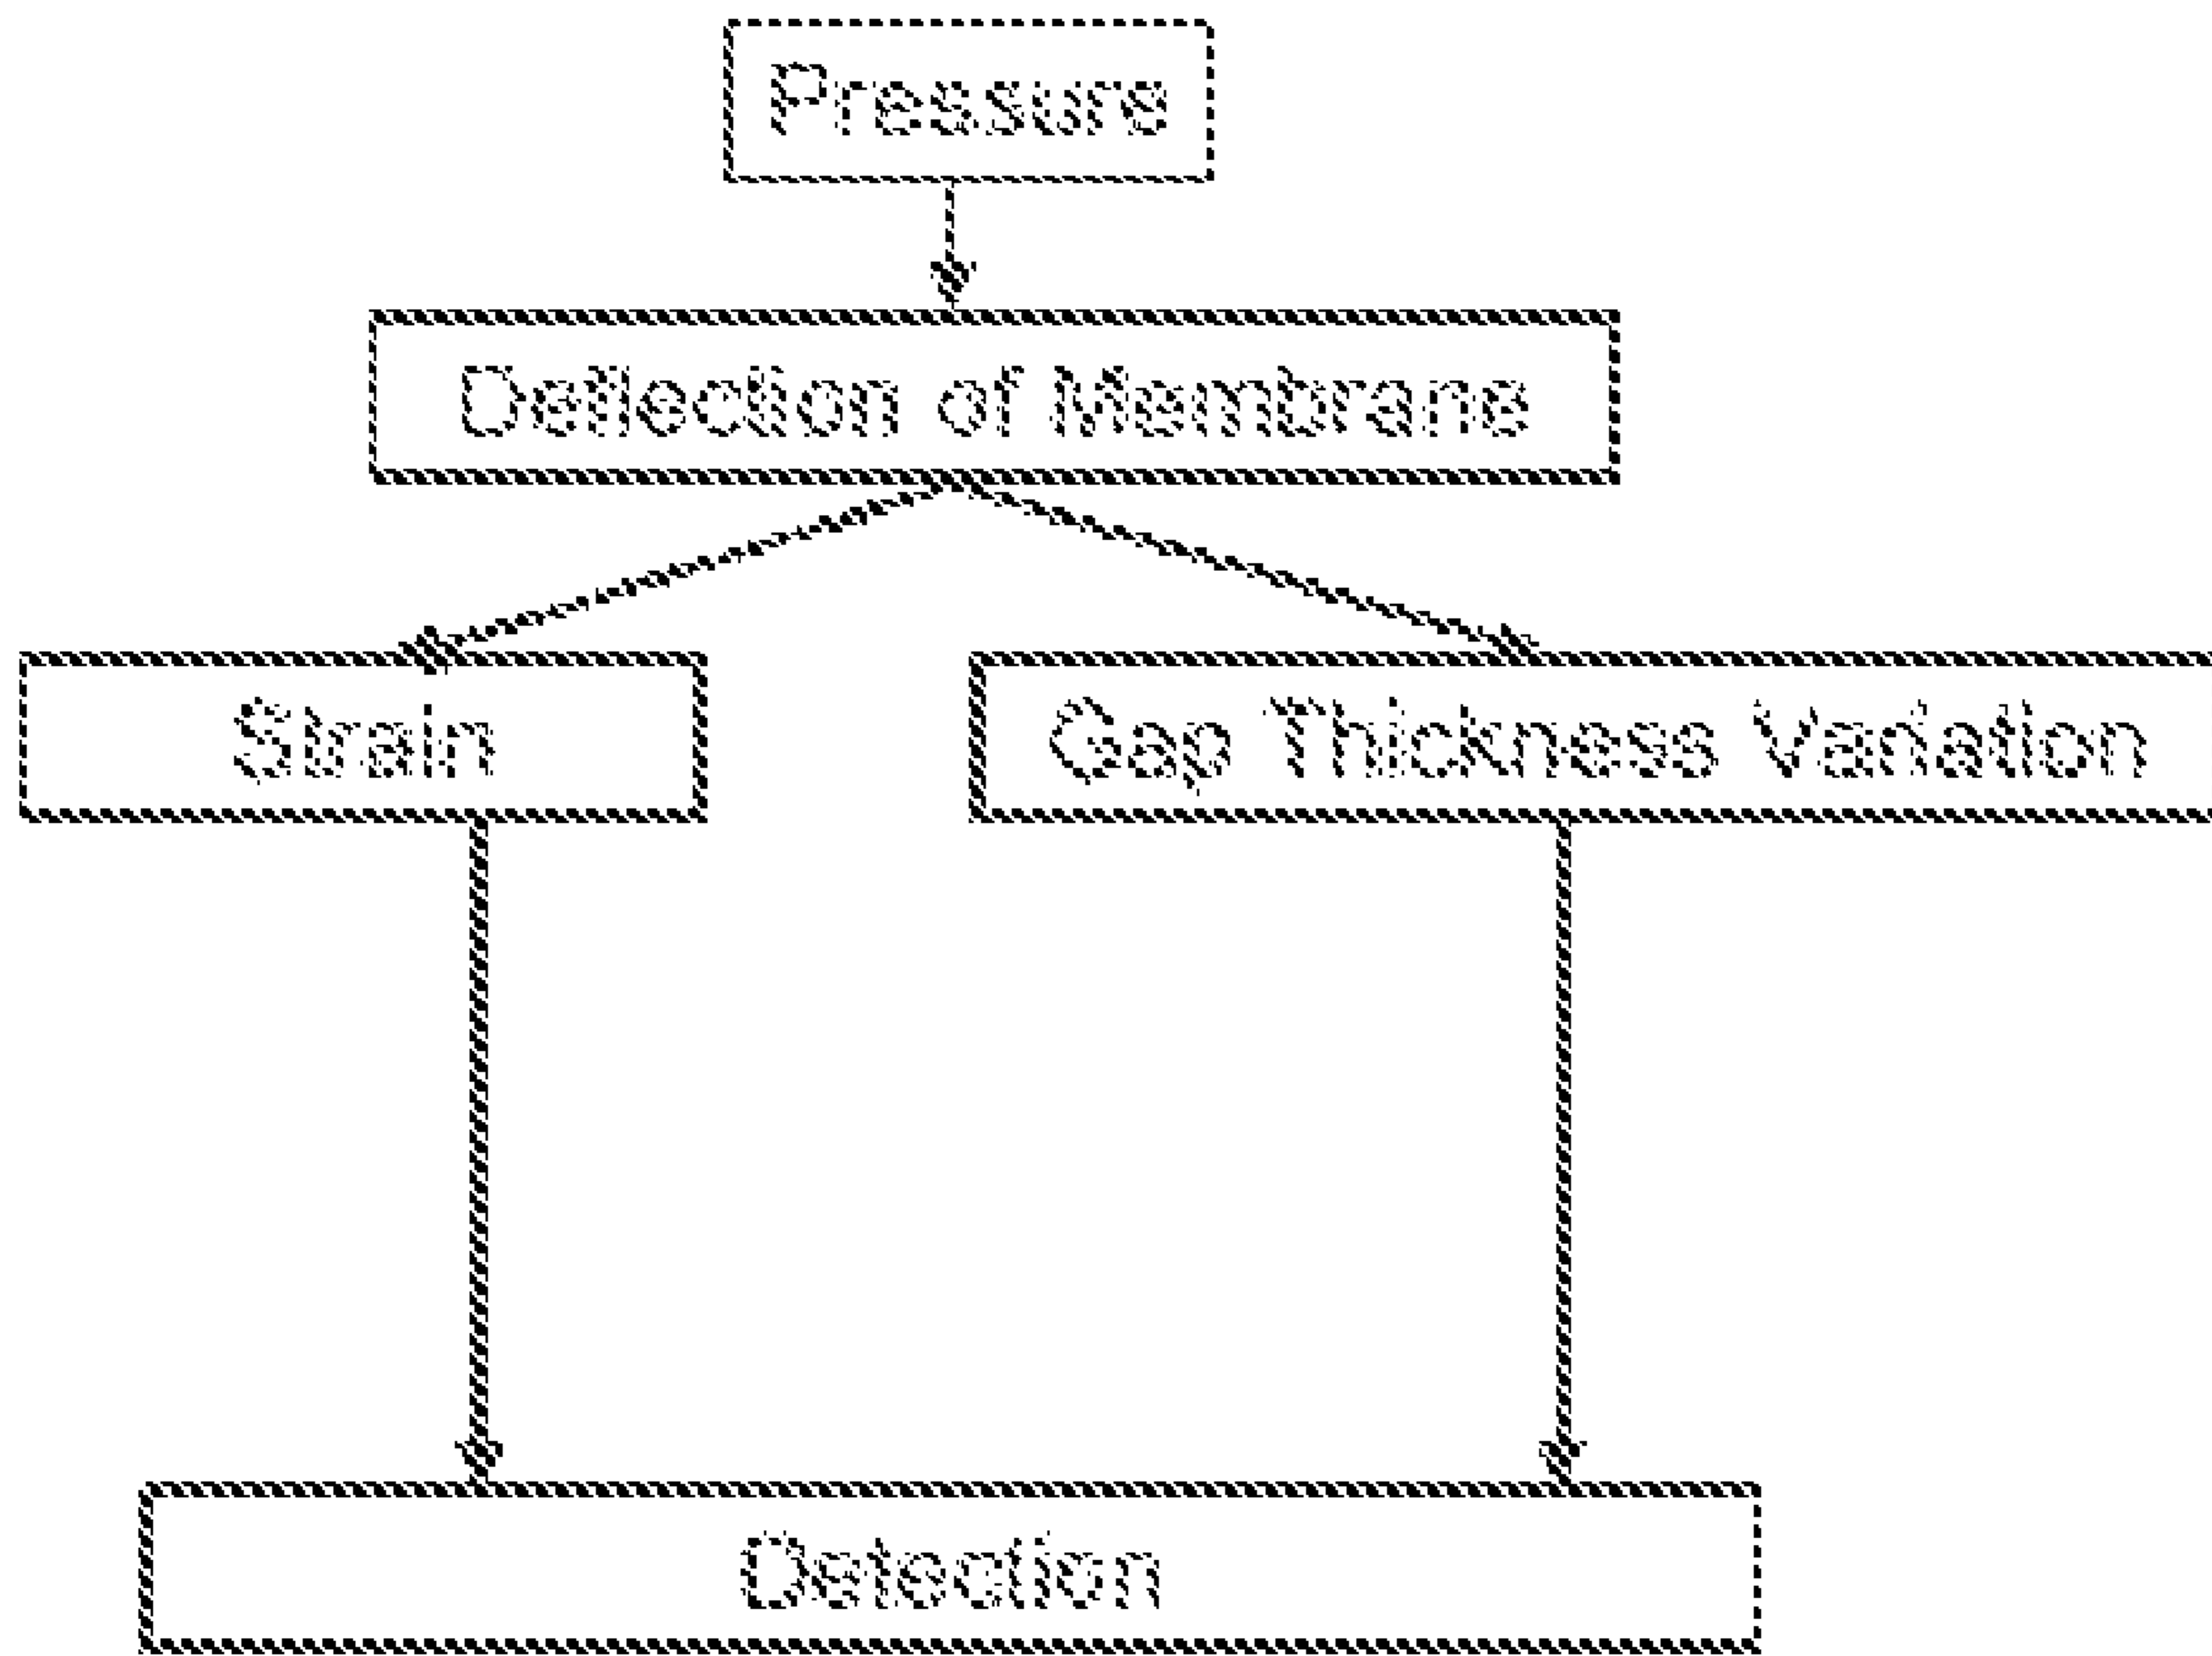 Pressure
Deflection of Membrane
Strain
Gap Thickness Variation
Detection